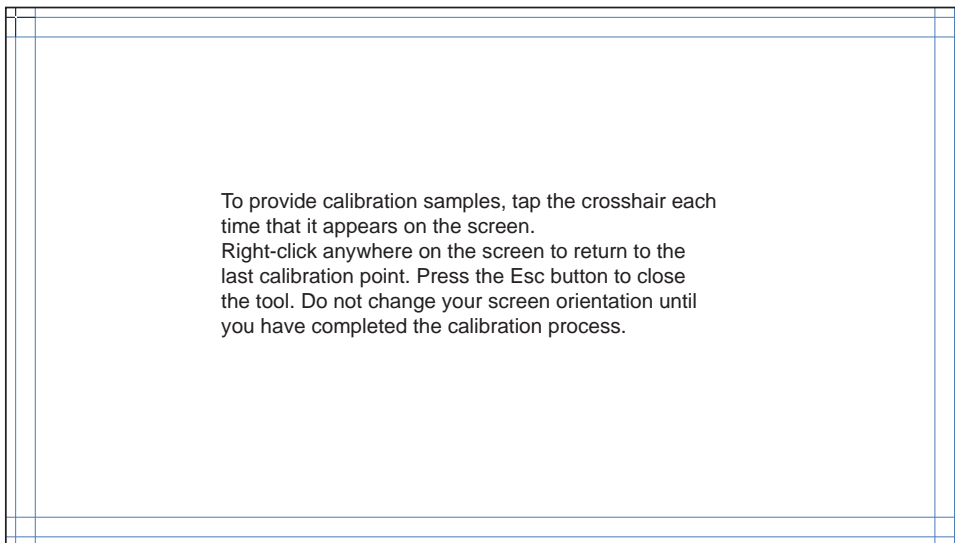 To provide calibration samples, tap the crosshair each
time that it appears on the screen.
Right-click anywhere on the screen to return to the
last calibration point. Press the Esc button to close
the tool. Do not change your screen orientation until
you have completed the calibration process.